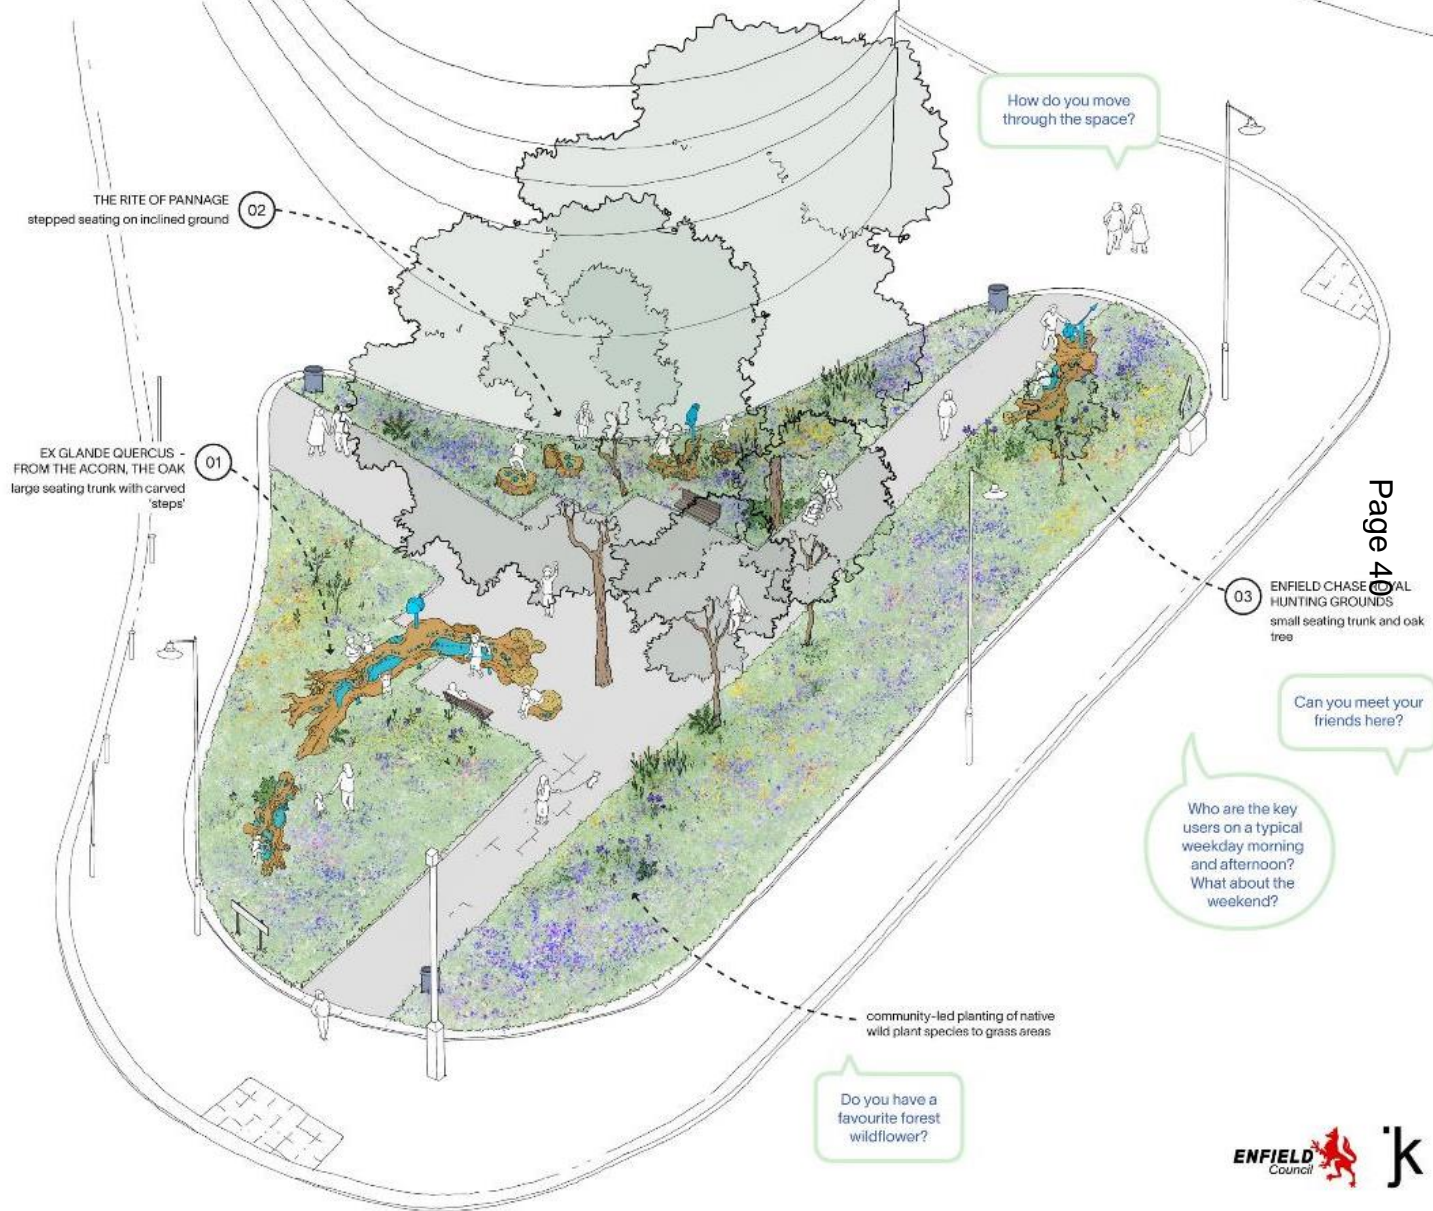 How do you move
through the space?
THE RITE OF PANNAGE
stepped seating on inclined ground
02
EX GLANDE QUERCUS -
FROM THE ACORN, THE OAK
large seating trunk with carved
'steps'
01
Page 40
03
ENFIELD CHASE ROYAL
HUNTING GROUNDS
small seating trunk and oak
tree
Can you meet your
friends here?
Who are the key
users on a typical
weekday morning
and afternoon?
What about the
weekend?
community-led planting of native
wild plant species to grass areas
Do you have a
favourite forest
wildflower?
ENFIELD
Council
jk